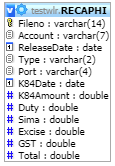 testwlr.RECAPHI
Fileno : varchar(14)
Account : varchar(7)
ReleaseDate : date
Type : varchar(2)
Port : varchar(4)
K84Date : date
K84Amount : double
Duty : double
Sima : double
Excise : double
GST : double
Total : double